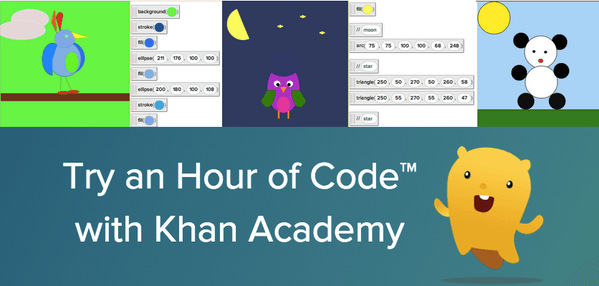 background
stroke
fill
ellipse 211, 176, 100, 100
fill
ellipse 200, 180, 100, 108
stroke
fill
fill
// moon
arc 75, 75, 100, 100, 68, 248
// star
triangle 250, 50, 270, 50, 260, 58
triangle 250, 55, 270, 55, 260, 47
// star
Try an Hour of Code™
with Khan Academy